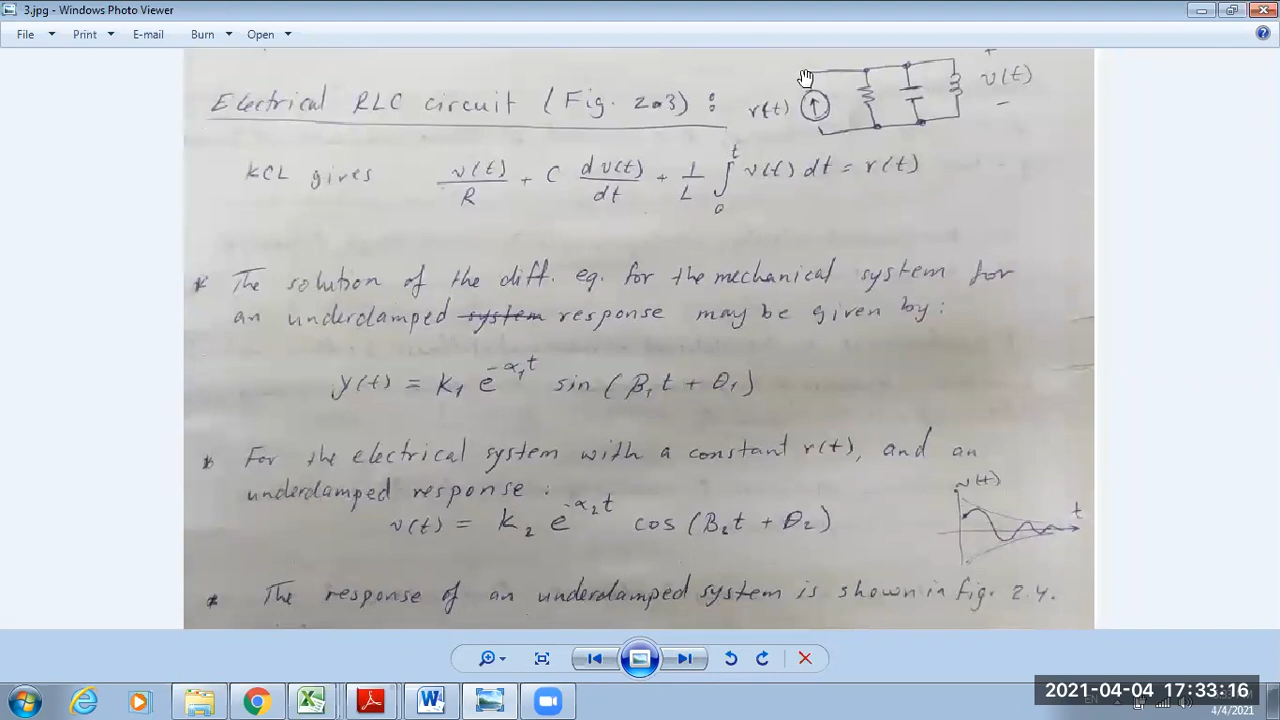 3.jpg - Windows Photo Viewer
File Print E-mail Burn Open
Electrical RLC circuit (Fig. 2.3) :
r(t)
+
v(t)
-
KCL gives v(t)/R + C dv(t)/dt + 1/L ∫₀ᵗ v(t) dt = r(t)
* The solution of the diff. eq. for the mechanical system for
an underdamped system response may be given by:
y(t) = K₁ e^-α₁t sin (β₁t + θ₁)
* For the electrical system with a constant r(t), and an
underdamped response :
v(t)
t
v(t) = K₂ e^-α₂t cos (β₂t + θ₂)
* The response of an underdamped system is shown in fig. 2.4.
2021-04-04 17:33:16
4/4/2021